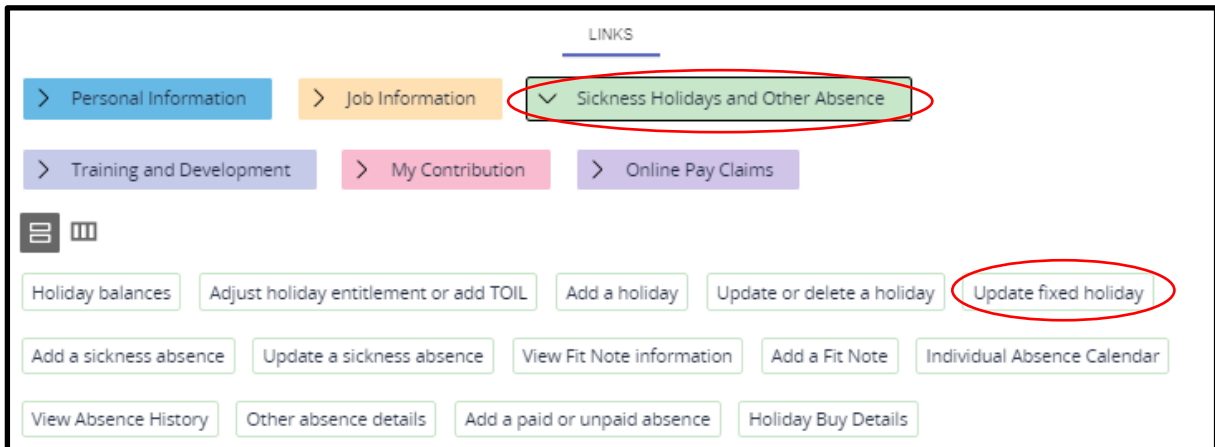 LINKS
Personal Information Job Information Sickness Holidays and Other Absence
Training and Development My Contribution Online Pay Claims
Holiday balances Adjust holiday entitlement or add TOIL Add a holiday Update or delete a holiday Update fixed holiday
Add a sickness absence Update a sickness absence View Fit Note information Add a Fit Note Individual Absence Calendar
View Absence History Other absence details Add a paid or unpaid absence Holiday Buy Details